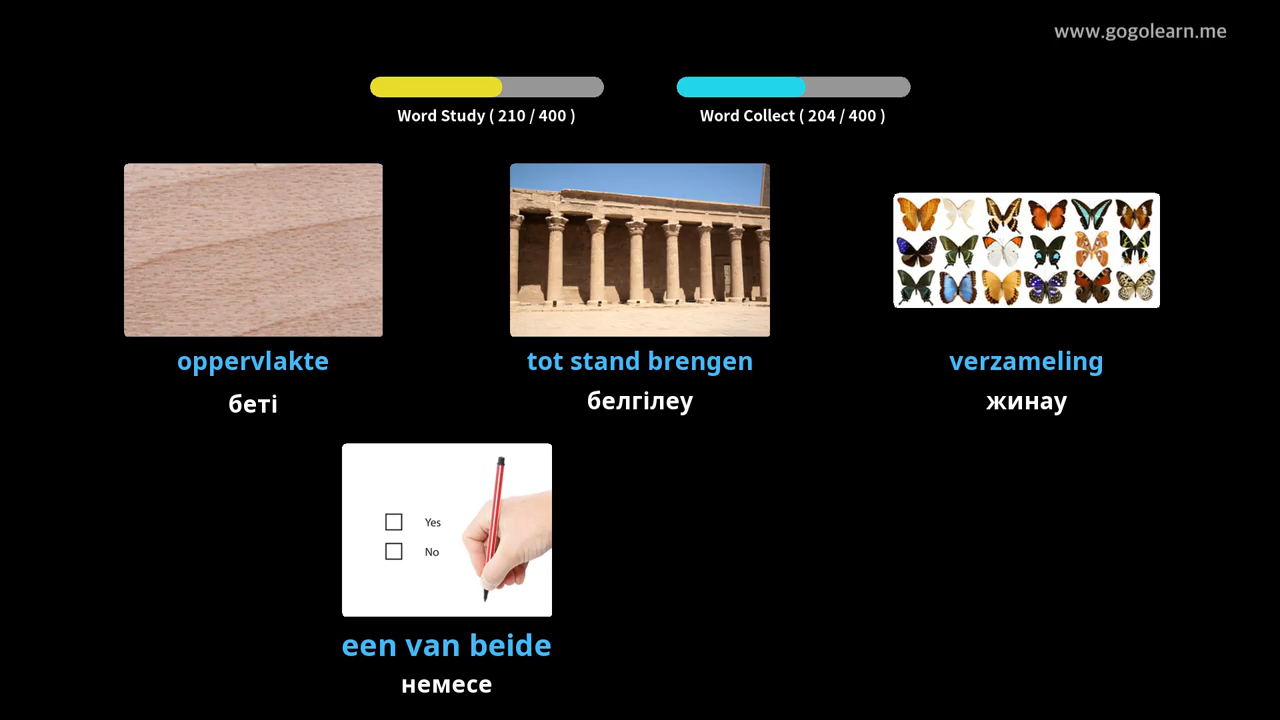 www.gogolearn.me
Word Study ( 210 / 400 )
Word Collect ( 204 / 400 )
oppervlakte
tot stand brengen
verzameling
беті
белгілеу
жинау
Yes
No
een van beide
немесе